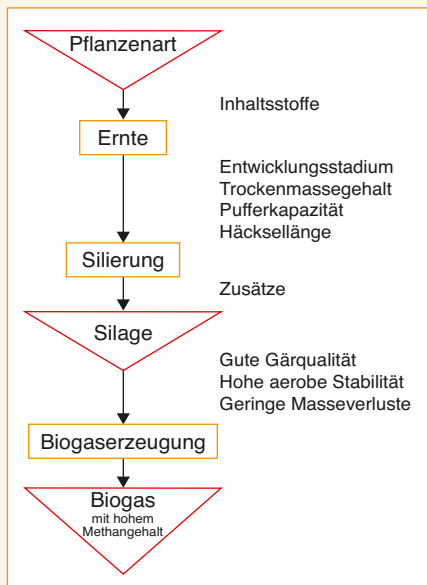 Pflanzenart
Inhaltsstoffe
Ernte
Entwicklungsstadium
Trockenmassegehalt
Pufferkapazität
Häcksellänge
Silierung
Zusätze
Silage
Gute Gärqualität
Hohe aerobe Stabilität
Geringe Masseverluste
Biogaserzeugung
Biogas
mit hohem
Methangehalt